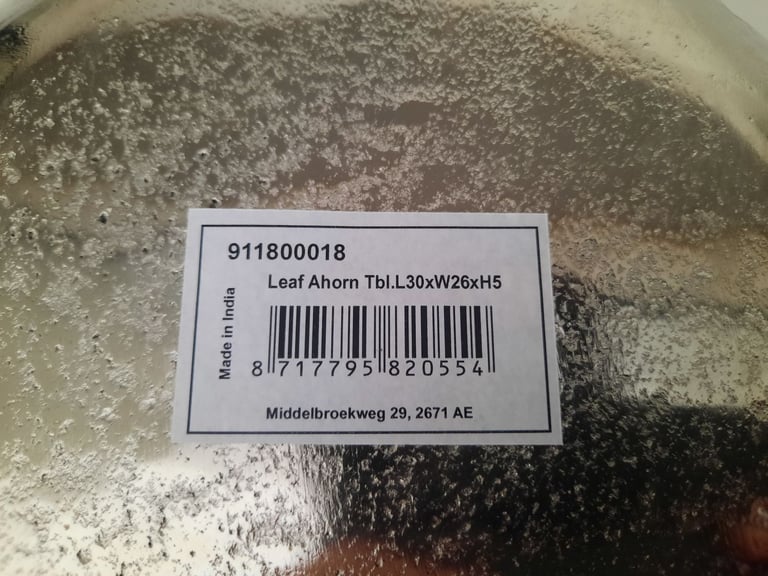 911800018
Leaf Ahorn Tbl.L30xW26xH5
Made in India
8 717795 820554
Middelbroekweg 29, 2671 AE